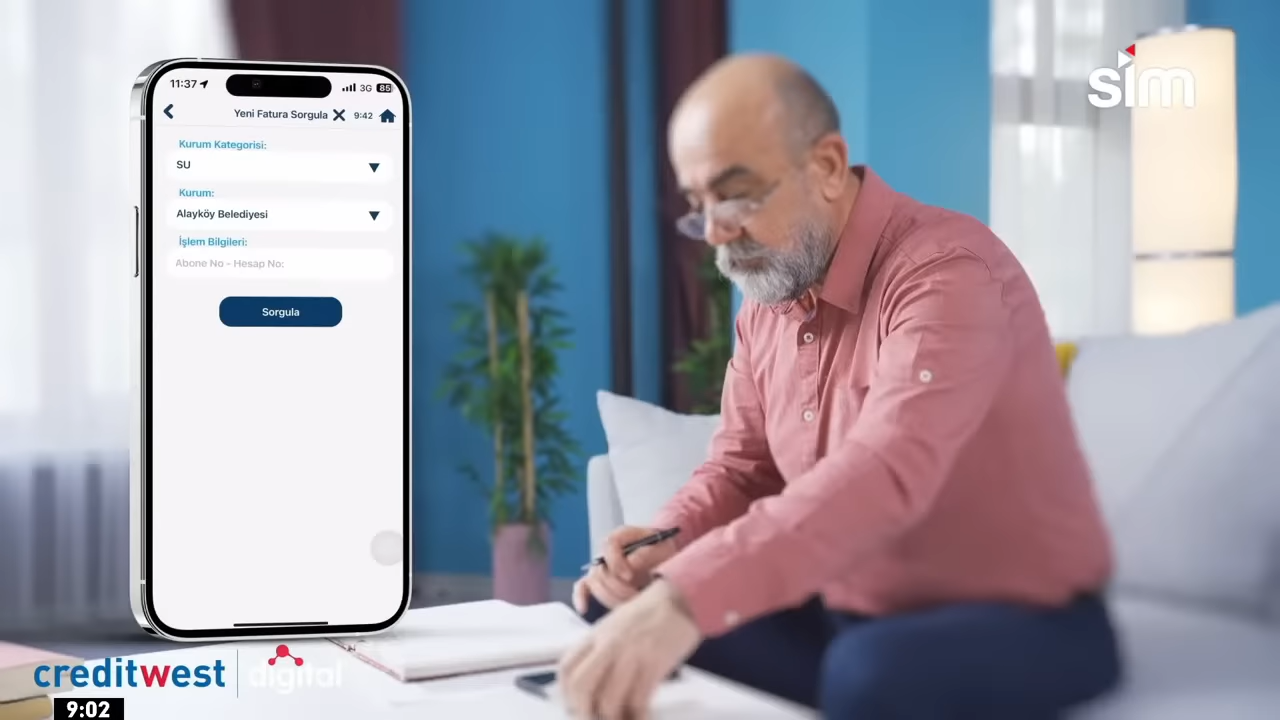 11:37
3G
85
Yeni Fatura Sorgula
9:42
Kurum Kategorisi:
SU
Kurum:
Alayköy Belediyesi
İşlem Bilgileri:
Abone No - Hesap No:
Sorgula
sim
creditwest
digital
9:02